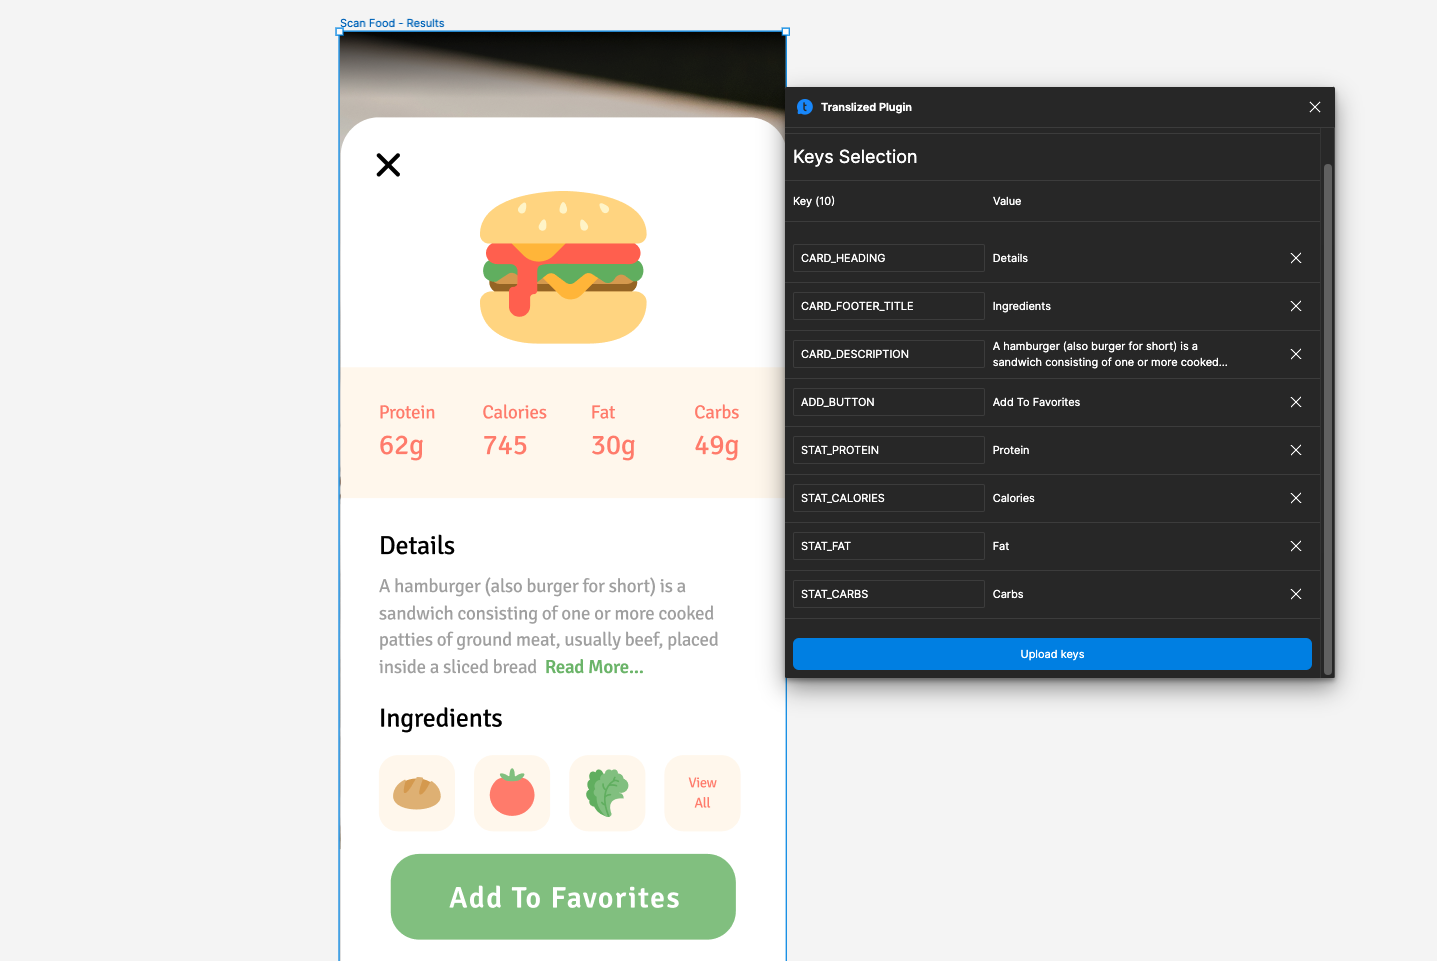 Scan Food - Results
Protein
Calories
Fat
Carbs
62g
745
30g
49g
Details
A hamburger (also burger for short) is a
sandwich consisting of one or more cooked
patties of ground meat, usually beef, placed
inside a sliced bread Read More...
Ingredients
View
All
Add To Favorites
t Translized Plugin
Keys Selection
Key (10)
Value
CARD_HEADING
Details
CARD_FOOTER_TITLE
Ingredients
CARD_DESCRIPTION
A hamburger (also burger for short) is a
sandwich consisting of one or more cooked...
ADD_BUTTON
Add To Favorites
STAT_PROTEIN
Protein
STAT_CALORIES
Calories
STAT_FAT
Fat
STAT_CARBS
Carbs
Upload keys